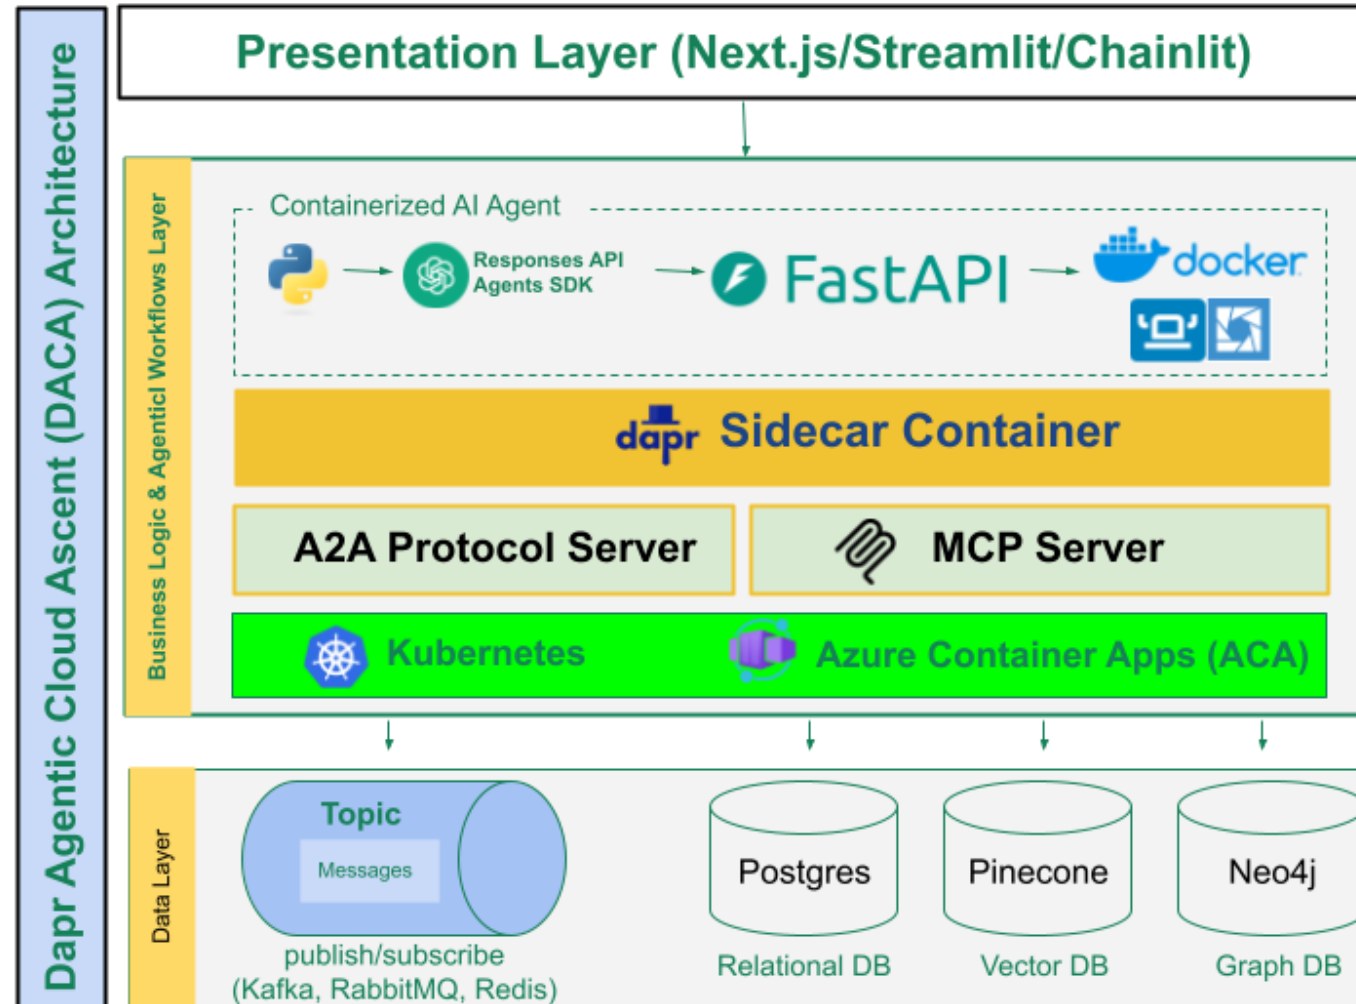 Dapr Agentic Cloud Ascent (DACA) Architecture
Presentation Layer (Next.js/Streamlit/Chainlit)
Business Logic & Agenticl Workflows Layer
Containerized AI Agent
Responses API
Agents SDK
FastAPI
docker
dapr Sidecar Container
A2A Protocol Server
MCP Server
Kubernetes
Azure Container Apps (ACA)
Data Layer
Topic
Messages
publish/subscribe
(Kafka, RabbitMQ, Redis)
Postgres
Relational DB
Pinecone
Vector DB
Neo4j
Graph DB